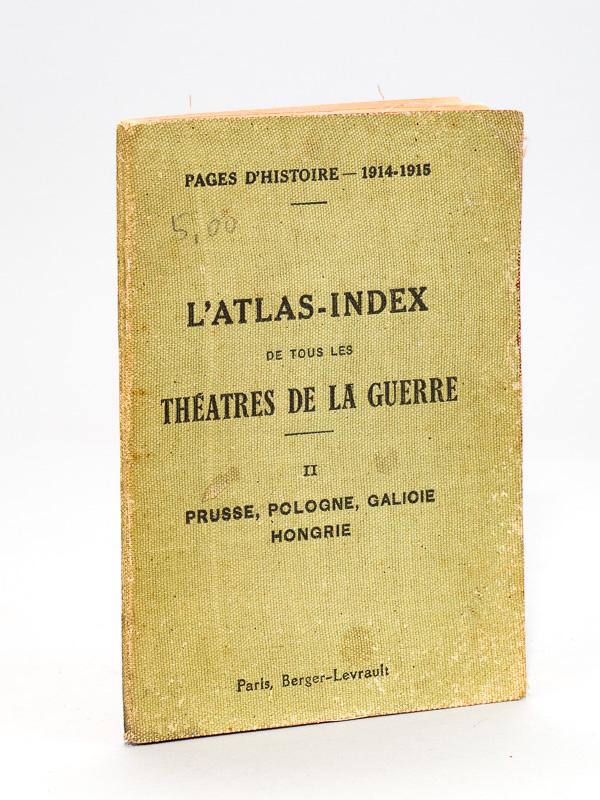 PAGES D'HISTOIRE — 1914-1915
5,00
L'ATLAS-INDEX
DE TOUS LES
THÉATRES DE LA GUERRE
II
PRUSSE, POLOGNE, GALICIE
HONGRIE
Paris, Berger-Levrault